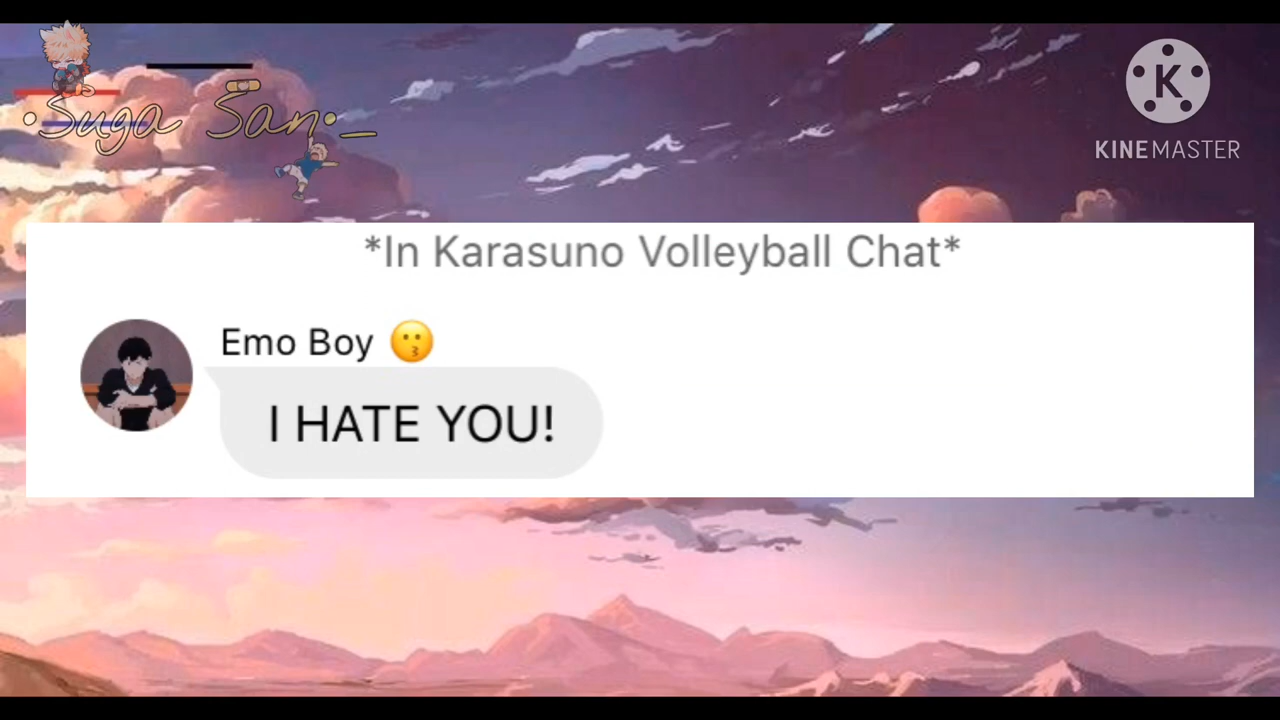 •Suga San•_
K
KINEMASTER
*In Karasuno Volleyball Chat*
Emo Boy 😗
I HATE YOU!